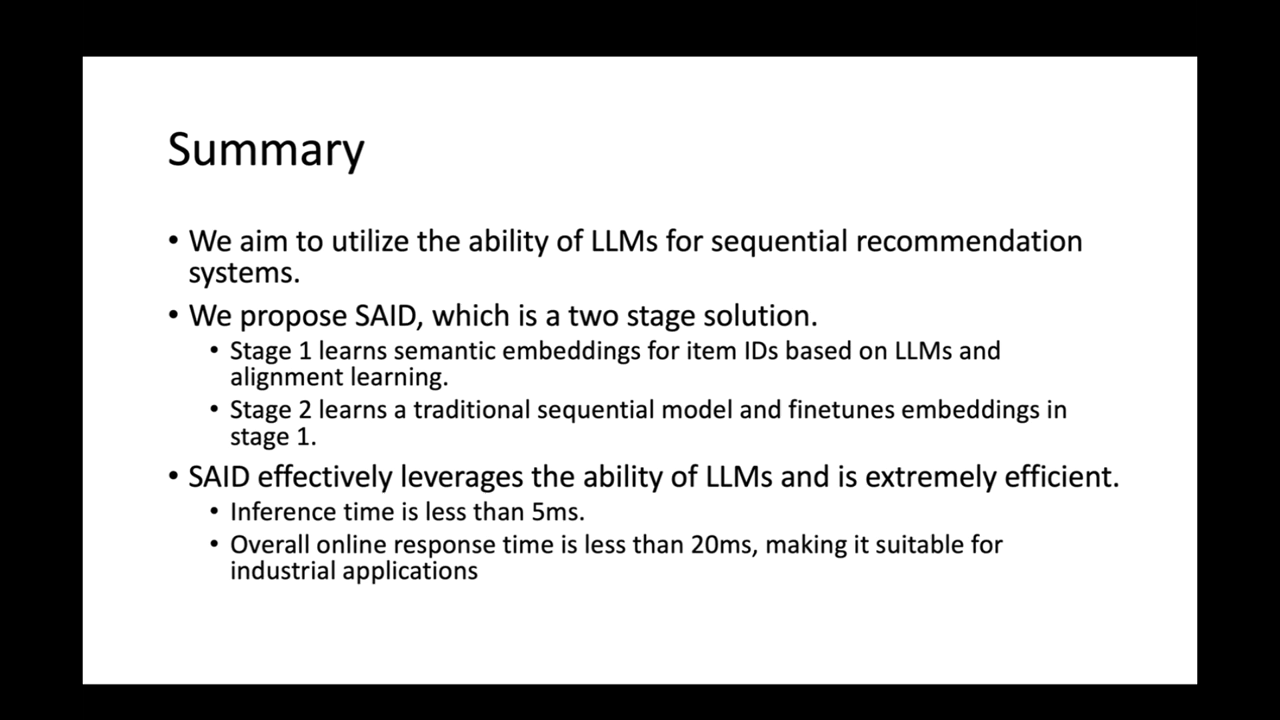 Summary
• We aim to utilize the ability of LLMs for sequential recommendation
systems.
• We propose SAID, which is a two stage solution.
• Stage 1 learns semantic embeddings for item IDs based on LLMs and
alignment learning.
• Stage 2 learns a traditional sequential model and finetunes embeddings in
stage 1.
• SAID effectively leverages the ability of LLMs and is extremely efficient.
• Inference time is less than 5ms.
• Overall online response time is less than 20ms, making it suitable for
industrial applications